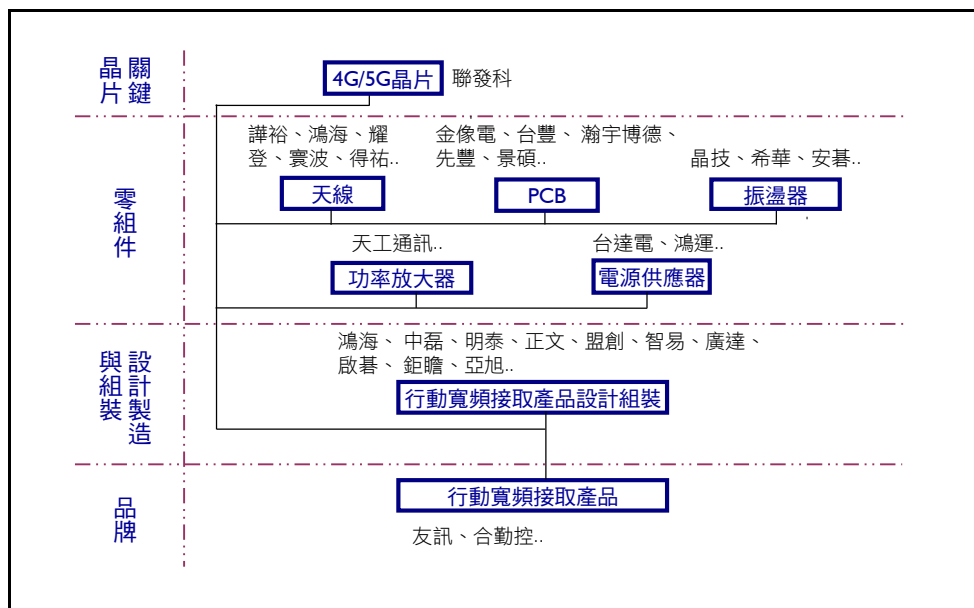 關鍵
晶片
4G/5G晶片
聯發科
零組件
譁裕、鴻海、耀
登、寰波、得祐..
天線
金像電、台豐、 瀚宇博德、
先豐、景碩..
PCB
晶技、希華、安碁..
振盪器
天工通訊..
功率放大器
台達電、鴻運..
電源供應器
設計製造
與組裝
鴻海、 中磊、明泰、正文、盟創、智易、廣達、
啟碁、 鉅瞻、亞旭..
行動寬頻接取產品設計組裝
品牌
行動寬頻接取產品
友訊、合勤控..